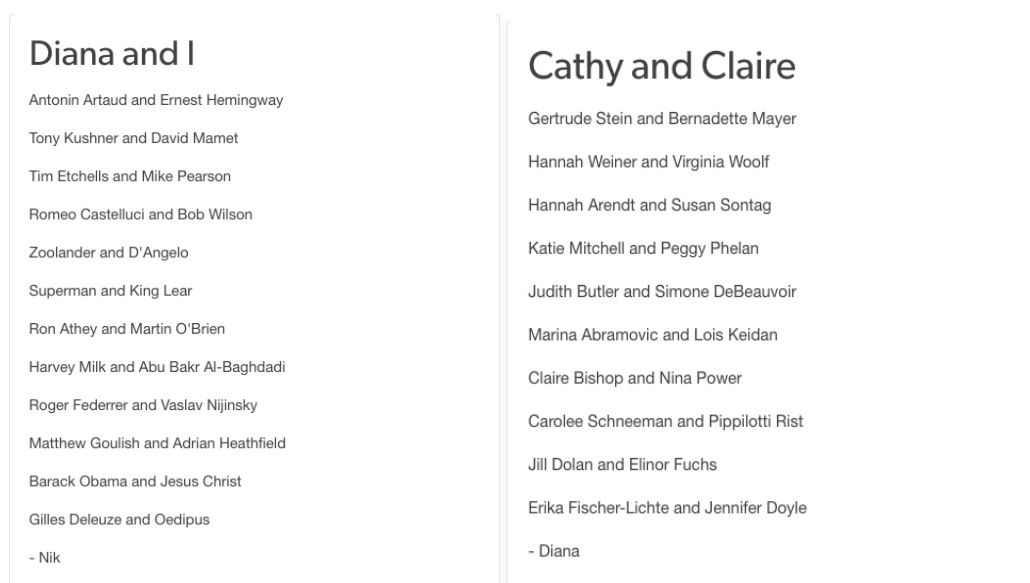 Diana and I
Antonin Artaud and Ernest Hemingway
Tony Kushner and David Mamet
Tim Etchells and Mike Pearson
Romeo Castelluci and Bob Wilson
Zoolander and D'Angelo
Superman and King Lear
Ron Athey and Martin O'Brien
Harvey Milk and Abu Bakr Al-Baghdadi
Roger Federrer and Vaslav Nijinsky
Matthew Goulish and Adrian Heathfield
Barack Obama and Jesus Christ
Gilles Deleuze and Oedipus
- Nik
Cathy and Claire
Gertrude Stein and Bernadette Mayer
Hannah Weiner and Virginia Woolf
Hannah Arendt and Susan Sontag
Katie Mitchell and Peggy Phelan
Judith Butler and Simone DeBeauvoir
Marina Abramovic and Lois Keidan
Claire Bishop and Nina Power
Carolee Schneeman and Pippilotti Rist
Jill Dolan and Elinor Fuchs
Erika Fischer-Lichte and Jennifer Doyle
- Diana